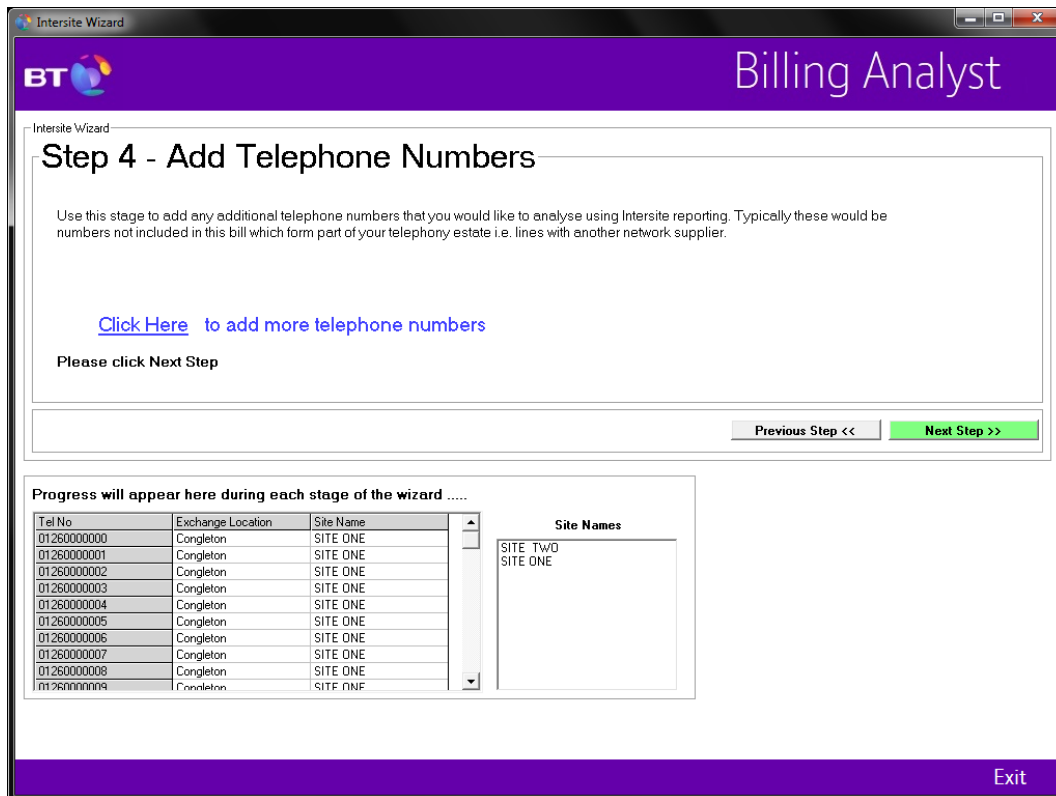 Intersite Wizard
BT
Billing Analyst
Intersite Wizard
Step 4 - Add Telephone Numbers
Use this stage to add any additional telephone numbers that you would like to analyse using Intersite reporting. Typically these would be
numbers not included in this bill which form part of your telephony estate i.e. lines with another network supplier.
Click Here to add more telephone numbers
Please click Next Step
Previous Step <<
Next Step >>
Progress will appear here during each stage of the wizard .....
Tel No Exchange Location Site Name
01260000000 Congleton SITE ONE
01260000001 Congleton SITE ONE
01260000002 Congleton SITE ONE
01260000003 Congleton SITE ONE
01260000004 Congleton SITE ONE
01260000005 Congleton SITE ONE
01260000006 Congleton SITE ONE
01260000007 Congleton SITE ONE
01260000008 Congleton SITE ONE
01260000009 Congleton SITE ONE
Site Names
SITE TWO
SITE ONE
Exit